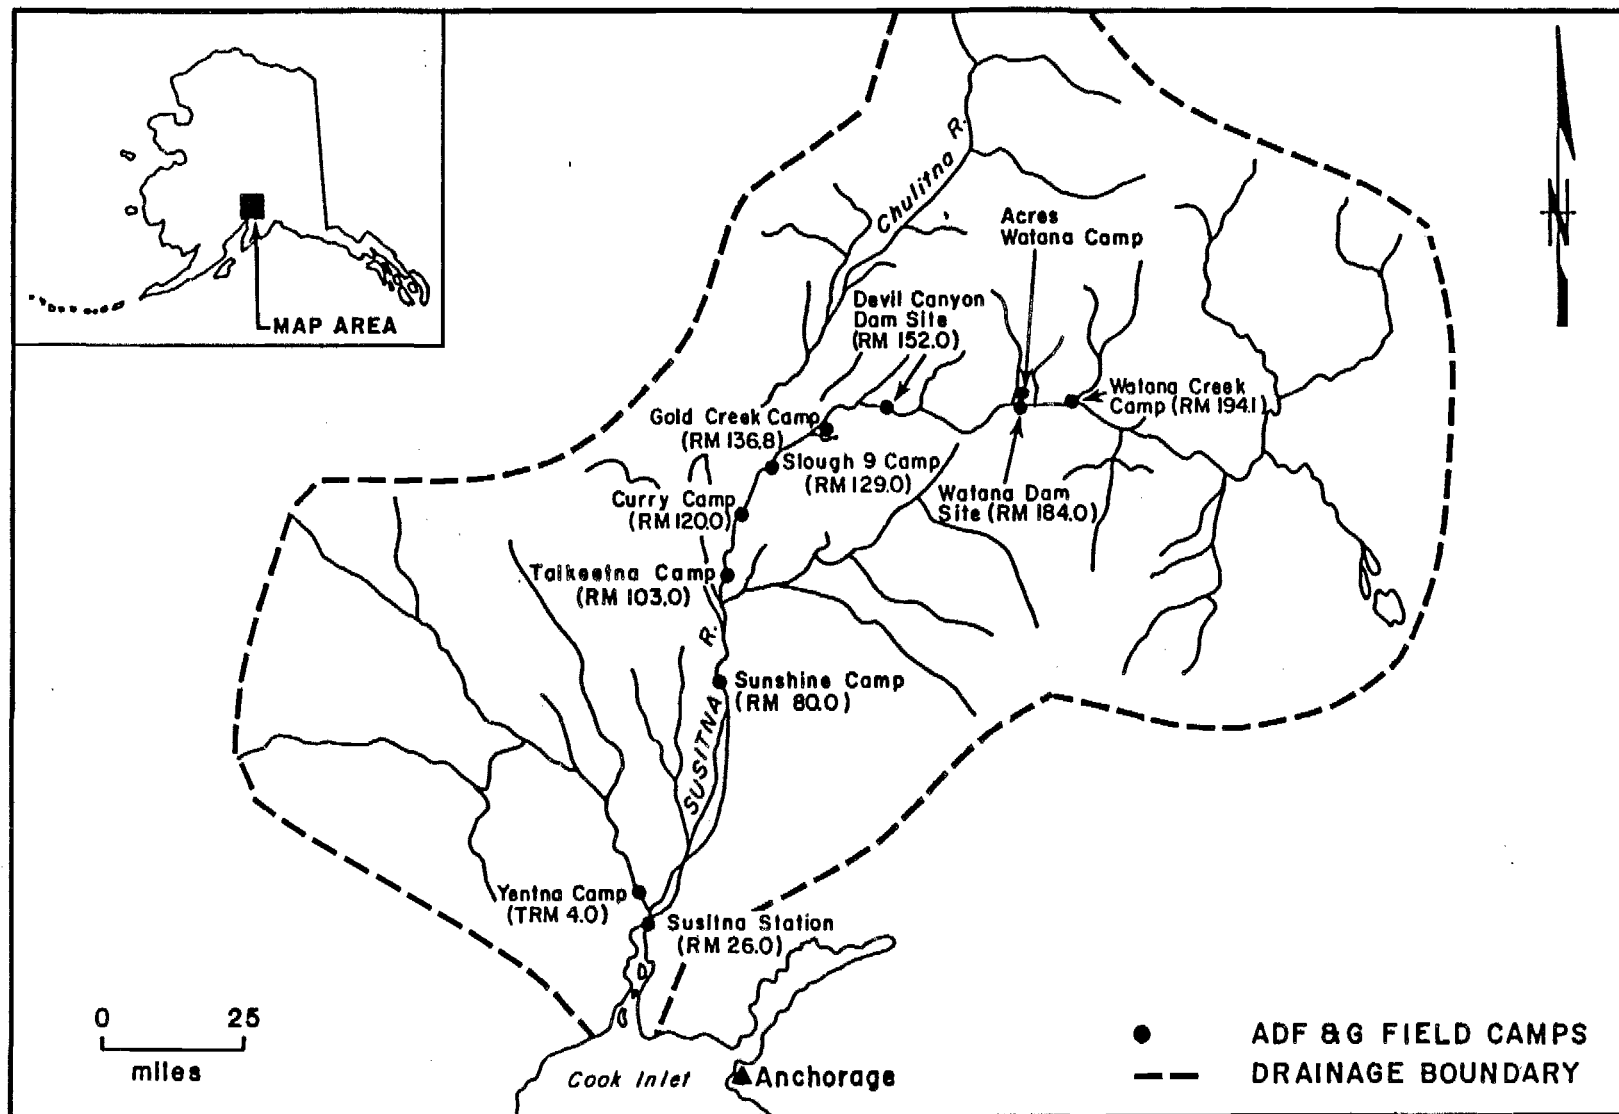 MAP AREA
Chulitna R.
Acres
Watana Camp
Devil Canyon
Dam Site
(RM 152.0)
Watana Creek
Camp (RM 194.1)
Gold Creek Camp
(RM 136.8)
Slough 9 Camp
(RM 129.0)
Watana Dam
Site (RM 184.0)
Curry Camp
(RM 120.0)
Talkeetna Camp
(RM 103.0)
SUSITNA R.
Sunshine Camp
(RM 80.0)
Yentna Camp
(TRM 4.0)
Susitna Station
(RM 26.0)
0 25
miles
Cook Inlet
Anchorage
ADF &G FIELD CAMPS
DRAINAGE BOUNDARY
N